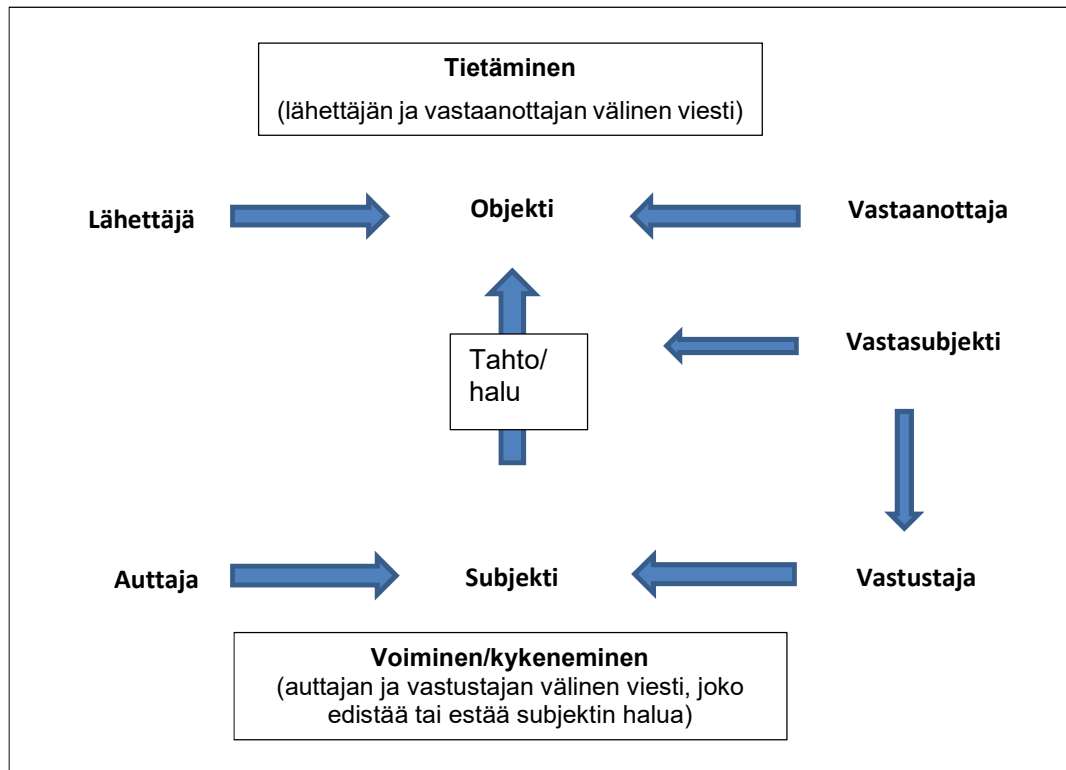 Tietäminen
(lähettäjän ja vastaanottajan välinen viesti)
Lähettäjä
Objekti
Vastaanottaja
Tahto/
halu
Vastasubjekti
Auttaja
Subjekti
Vastustaja
Voiminen/kykeneminen
(auttajan ja vastustajan välinen viesti, joko
edistää tai estää subjektin halua)